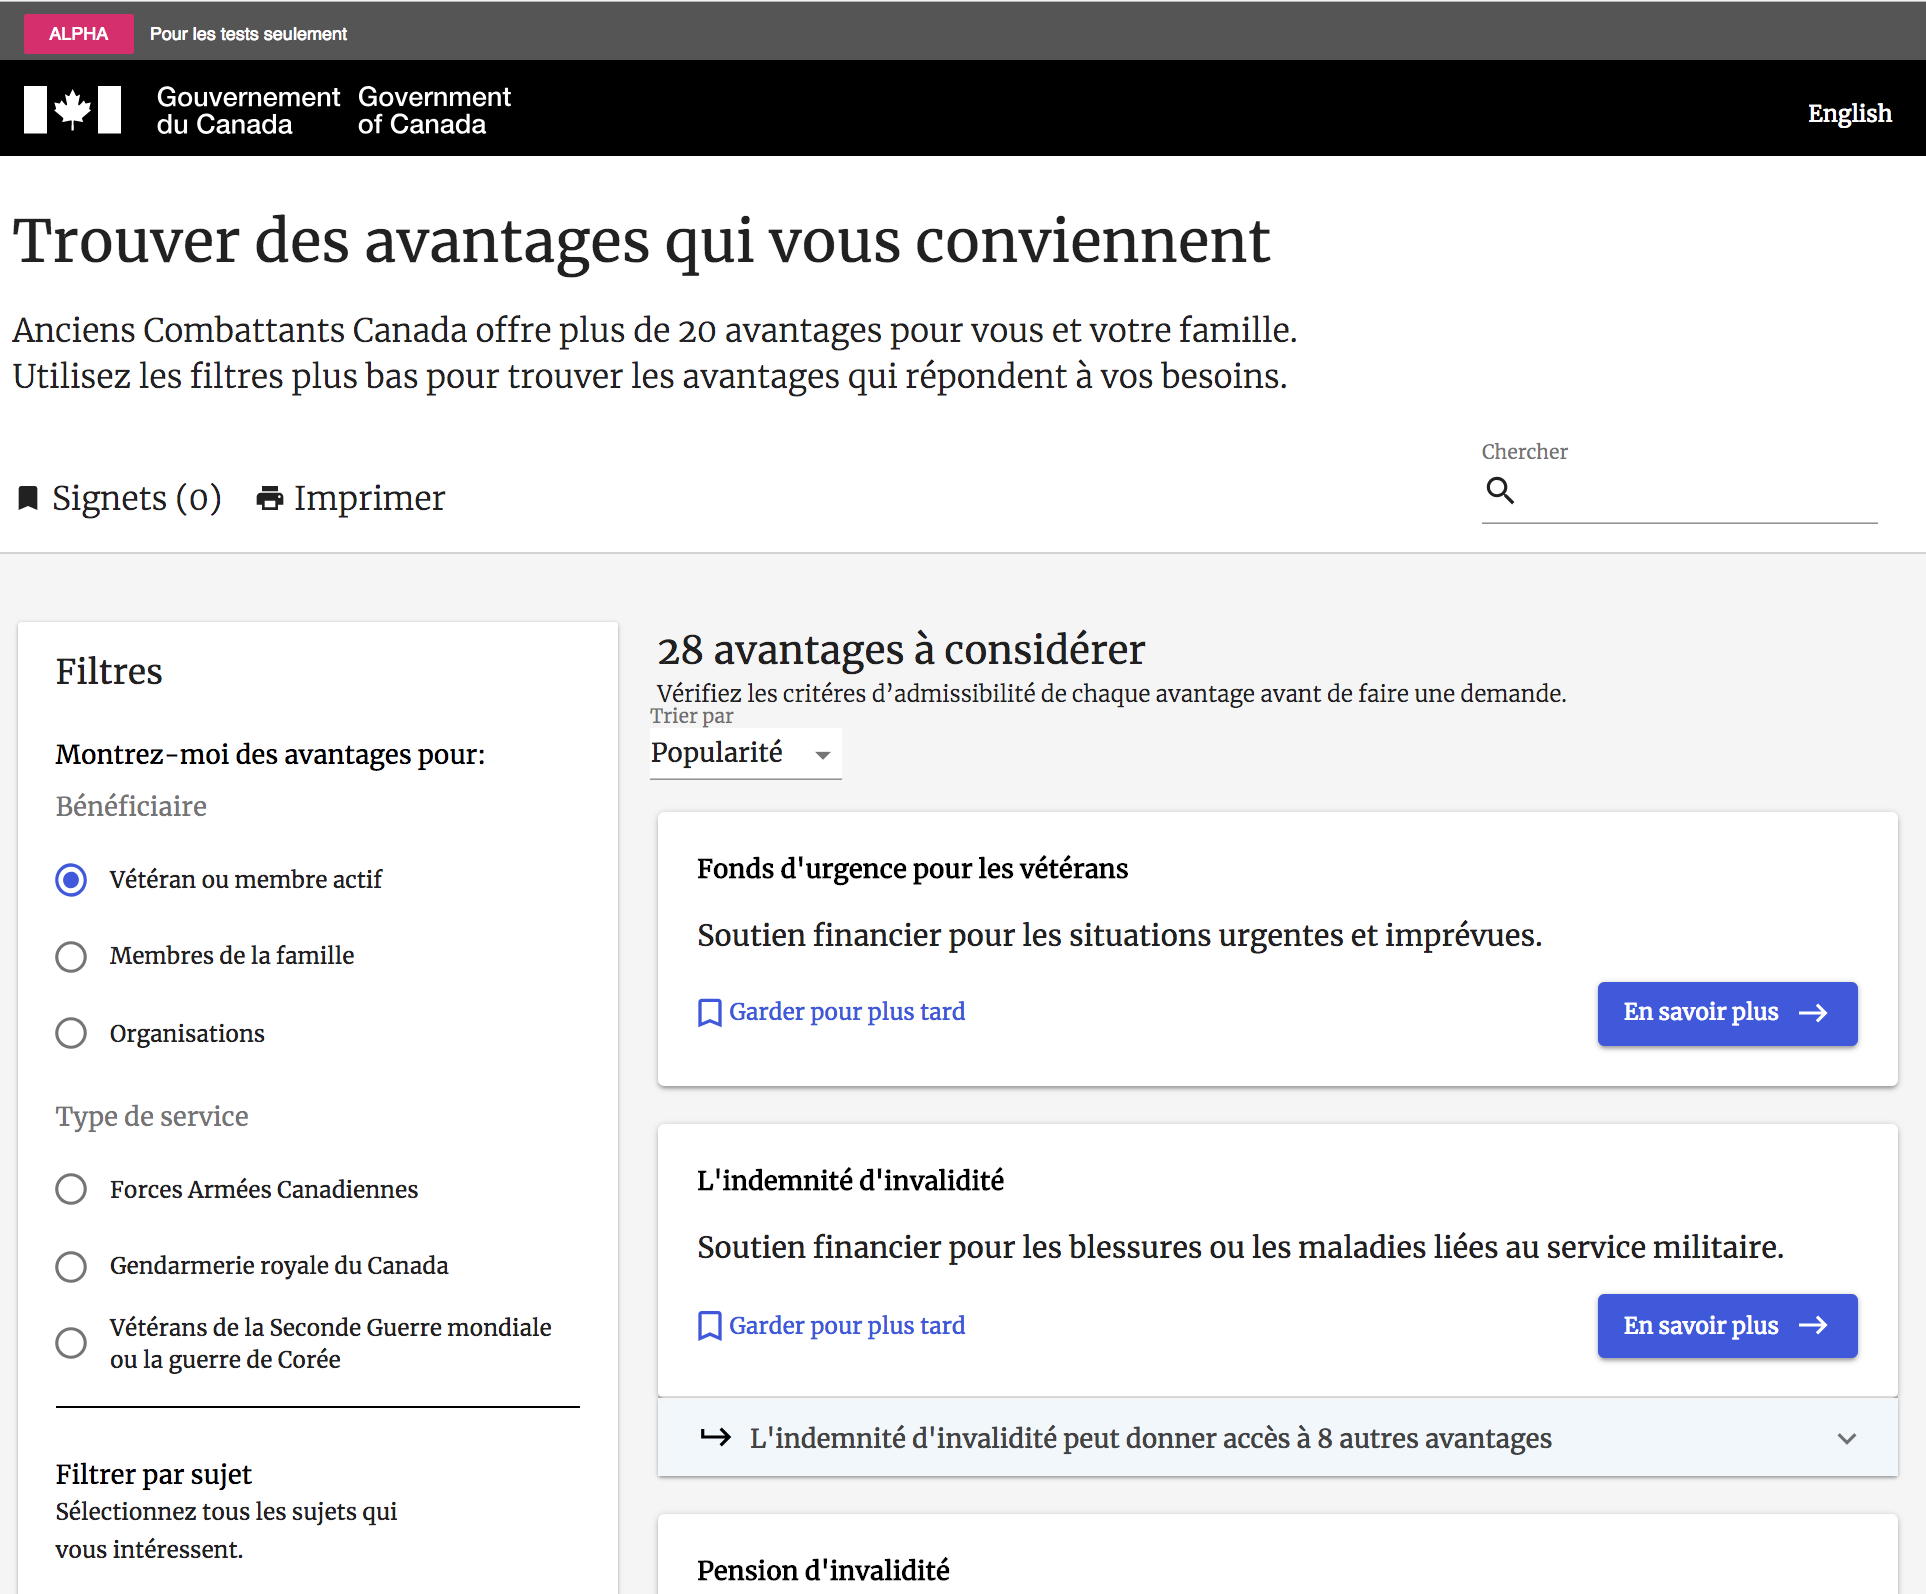 ALPHA Pour les tests seulement
Gouvernement du Canada
Government of Canada
English
Trouver des avantages qui vous conviennent
Anciens Combattants Canada offre plus de 20 avantages pour vous et votre famille.
Utilisez les filtres plus bas pour trouver les avantages qui répondent à vos besoins.
Signets (0) Imprimer
Chercher
Filtres
Montrez-moi des avantages pour:
Bénéficiaire
Vétéran ou membre actif
Membres de la famille
Organisations
Type de service
Forces Armées Canadiennes
Gendarmerie royale du Canada
Vétérans de la Seconde Guerre mondiale
ou la guerre de Corée
Filtrer par sujet
Sélectionnez tous les sujets qui
vous intéressent.
28 avantages à considérer
Vérifiez les critéres d’admissibilité de chaque avantage avant de faire une demande.
Trier par
Popularité
Fonds d'urgence pour les vétérans
Soutien financier pour les situations urgentes et imprévues.
Garder pour plus tard
En savoir plus
L'indemnité d'invalidité
Soutien financier pour les blessures ou les maladies liées au service militaire.
Garder pour plus tard
En savoir plus
L'indemnité d'invalidité peut donner accès à 8 autres avantages
Pension d'invalidité